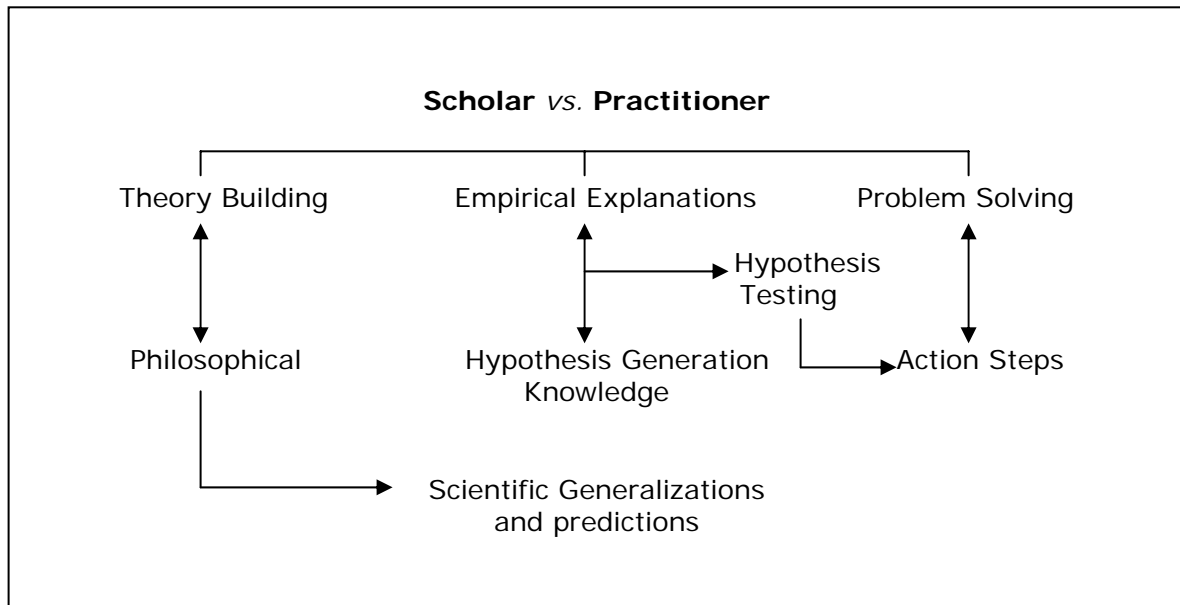 Scholar vs. Practitioner
Theory Building
Empirical Explanations
Problem Solving
Hypothesis
Testing
Philosophical
Hypothesis Generation
Knowledge
Action Steps
Scientific Generalizations
and predictions